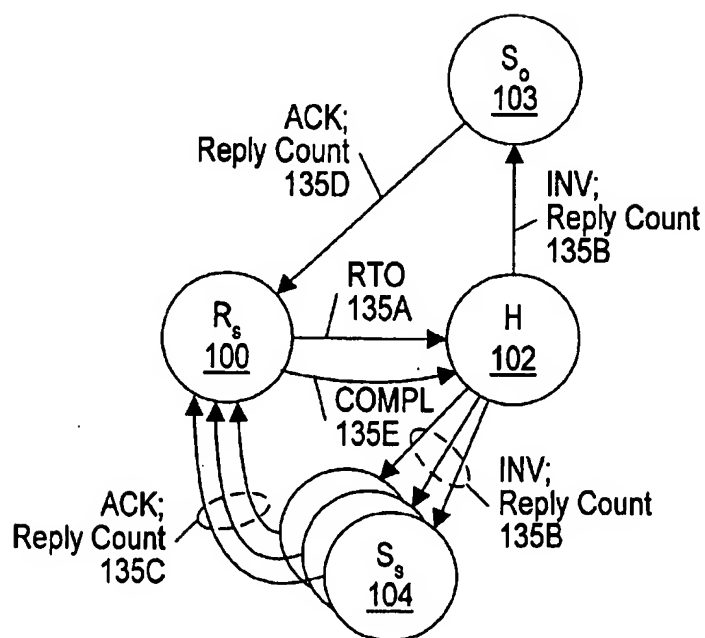 S₀
103
ACK;
Reply Count
135D
INV;
Reply Count
135B
RTO
135A
Rₛ
100
H
102
COMPL
135E
INV;
Reply Count
135B
ACK;
Reply Count
135C
Sₛ
104